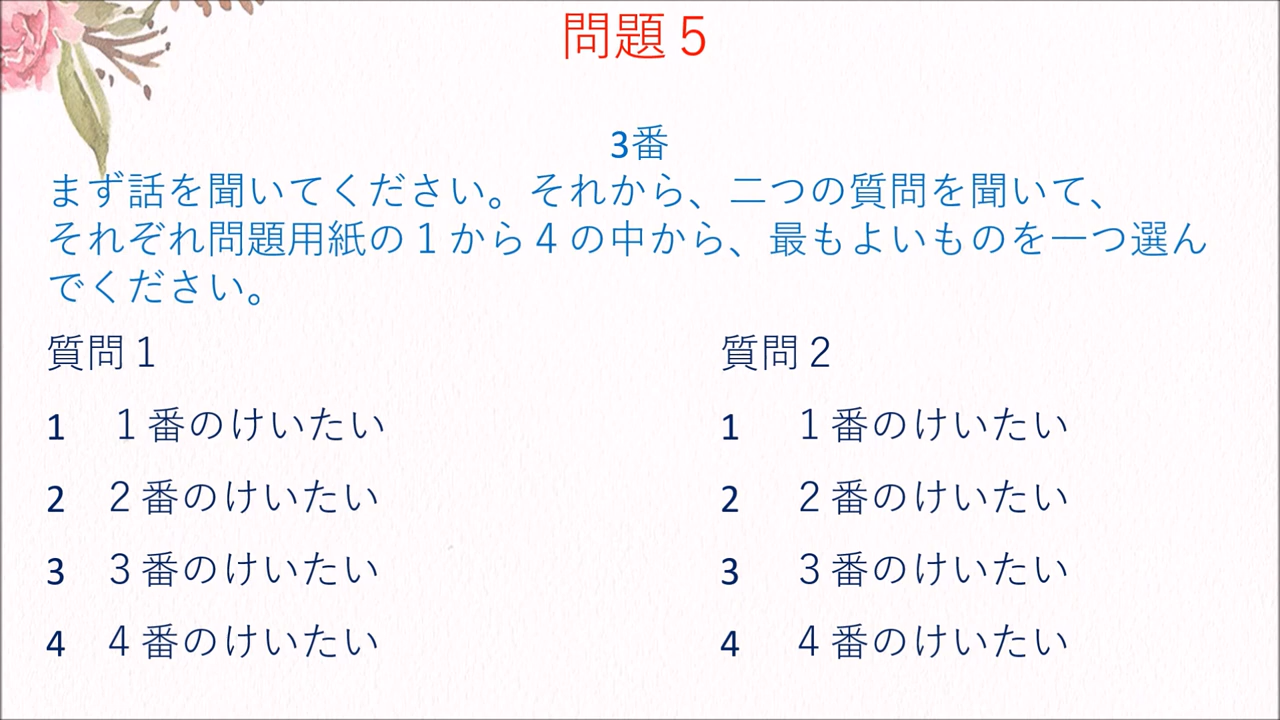 問題５
3番
まず話を聞いてください。それから、二つの質問を聞いて、
それぞれ問題用紙の１から４の中から、最もよいものを一つ選ん
でください。
質問１
1 １番のけいたい
2 ２番のけいたい
3 ３番のけいたい
4 ４番のけいたい
質問２
1 １番のけいたい
2 ２番のけいたい
3 ３番のけいたい
4 ４番のけいたい